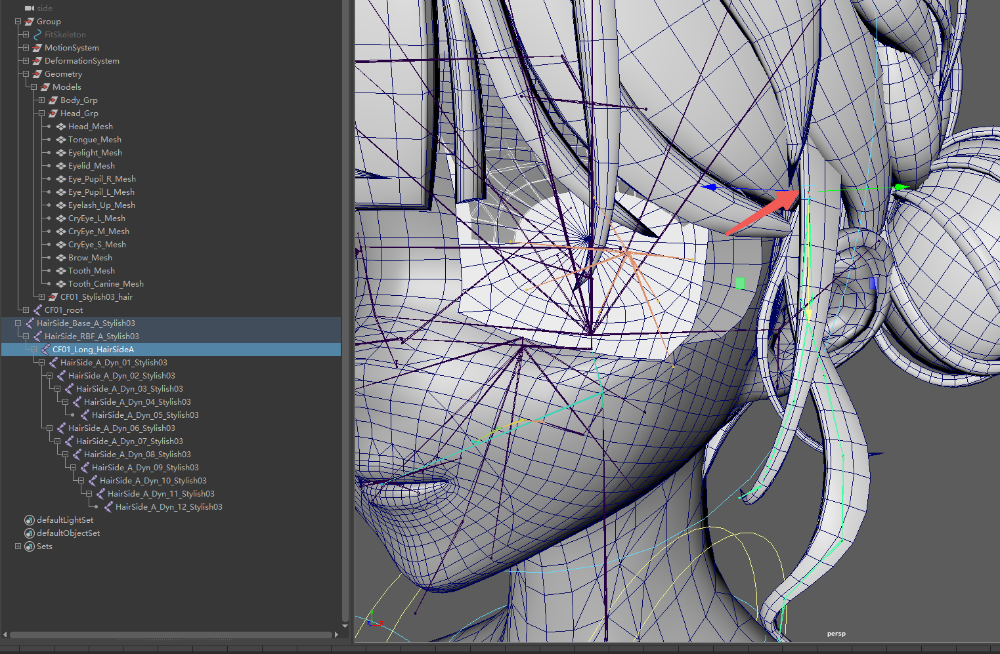 side
Group
FitSkeleton
MotionSystem
DeformationSystem
Geometry
Models
Body_Grp
Head_Grp
Head_Mesh
Tongue_Mesh
Eyelight_Mesh
Eyelid_Mesh
Eye_Pupil_R_Mesh
Eye_Pupil_L_Mesh
Eyelash_Up_Mesh
CryEye_L_Mesh
CryEye_M_Mesh
CryEye_S_Mesh
Brow_Mesh
Tooth_Mesh
Tooth_Canine_Mesh
CF01_Stylish03_hair
CF01_root
HairSide_Base_A_Stylish03
HairSide_RBF_A_Stylish03
CF01_Long_HairSideA
HairSide_A_Dyn_01_Stylish03
HairSide_A_Dyn_02_Stylish03
HairSide_A_Dyn_03_Stylish03
HairSide_A_Dyn_04_Stylish03
HairSide_A_Dyn_05_Stylish03
HairSide_A_Dyn_06_Stylish03
HairSide_A_Dyn_07_Stylish03
HairSide_A_Dyn_08_Stylish03
HairSide_A_Dyn_09_Stylish03
HairSide_A_Dyn_10_Stylish03
HairSide_A_Dyn_11_Stylish03
HairSide_A_Dyn_12_Stylish03
defaultLightSet
defaultObjectSet
Sets
persp